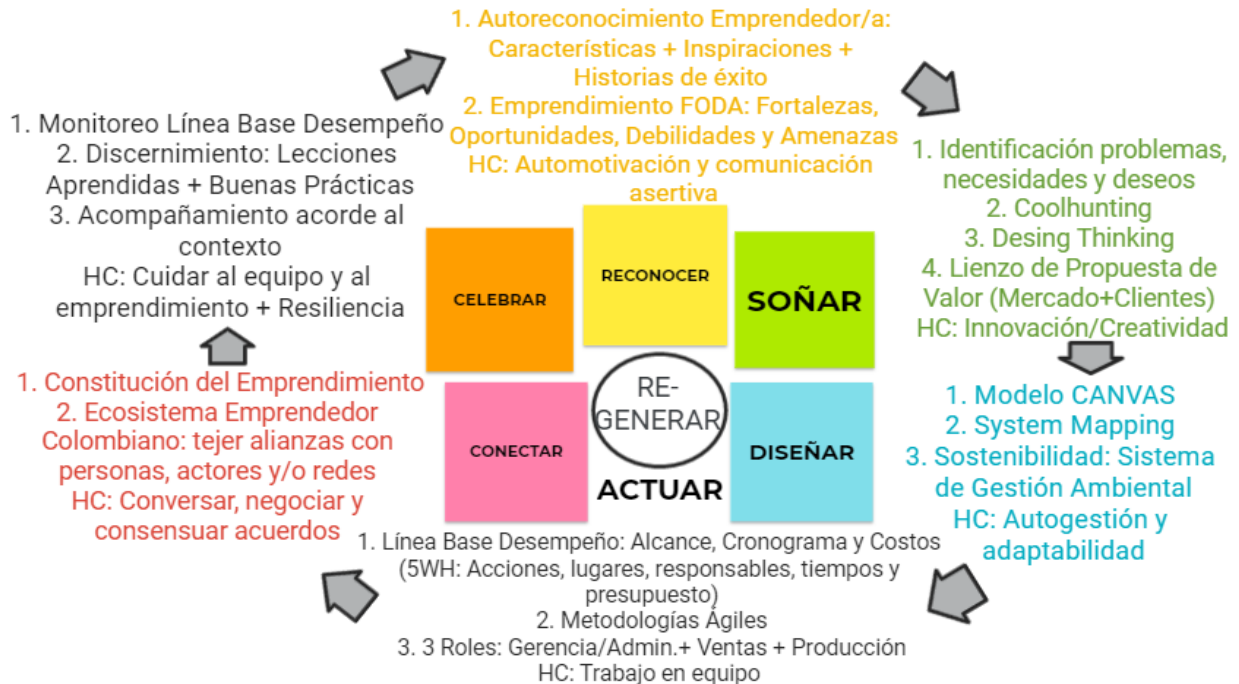 1. Autoreconocimiento Emprendedor/a:
Características + Inspiraciones +
Historias de éxito
2. Emprendimiento FODA: Fortalezas,
Oportunidades, Debilidades y Amenazas
HC: Automotivación y comunicación
asertiva
1. Identificación problemas,
necesidades y deseos
2. Coolhunting
3. Desing Thinking
4. Lienzo de Propuesta de
Valor (Mercado+Clientes)
HC: Innovación/Creatividad
1. Modelo CANVAS
2. System Mapping
3. Sostenibilidad: Sistema
de Gestión Ambiental
HC: Autogestión y
adaptabilidad
1. Línea Base Desempeño: Alcance, Cronograma y Costos
(5WH: Acciones, lugares, responsables, tiempos y
presupuesto)
2. Metodologías Ágiles
3. 3 Roles: Gerencia/Admin.+ Ventas + Producción
HC: Trabajo en equipo
1. Constitución del Emprendimiento
2. Ecosistema Emprendedor
Colombiano: tejer alianzas con
personas, actores y/o redes
HC: Conversar, negociar y
consensuar acuerdos
1. Monitoreo Línea Base Desempeño
2. Discernimiento: Lecciones
Aprendidas + Buenas Prácticas
3. Acompañamiento acorde al
contexto
HC: Cuidar al equipo y al
emprendimiento + Resiliencia
CELEBRAR
RECONOCER
SOÑAR
CONECTAR
RE-
GENERAR
DISEÑAR
ACTUAR